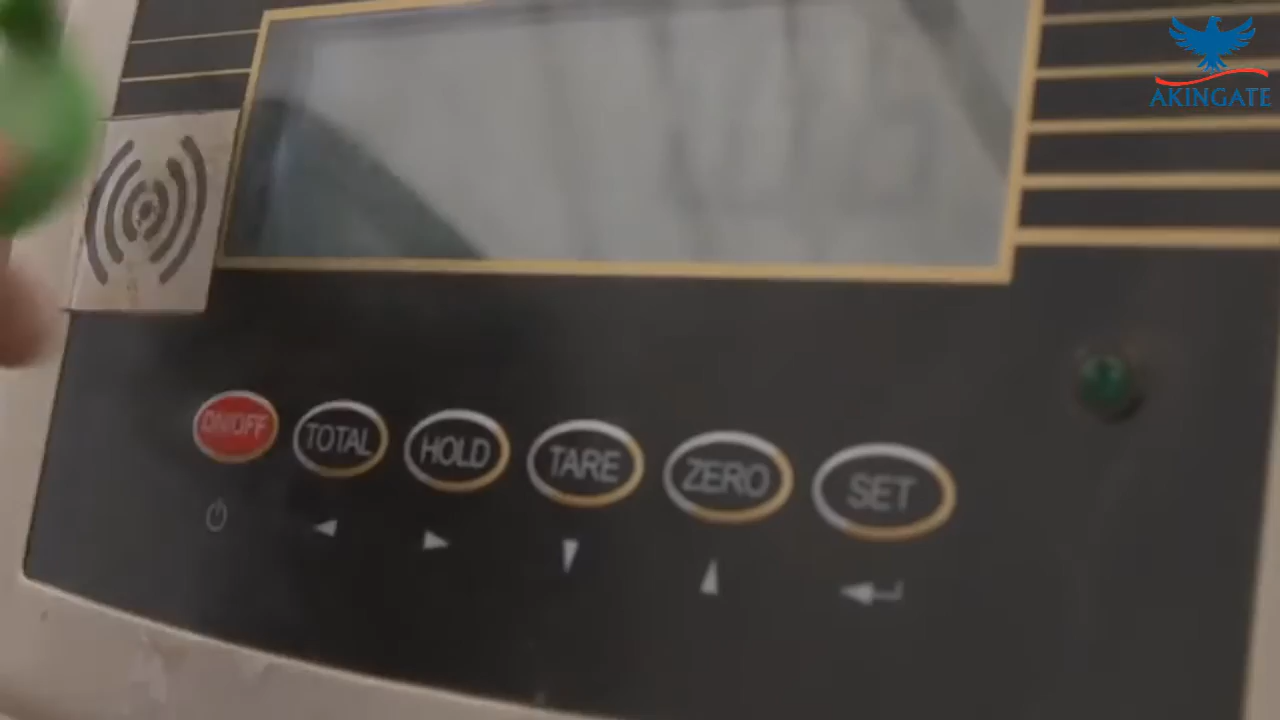 AKINGATE
ON/OFF
TOTAL
HOLD
TARE
ZERO
SET